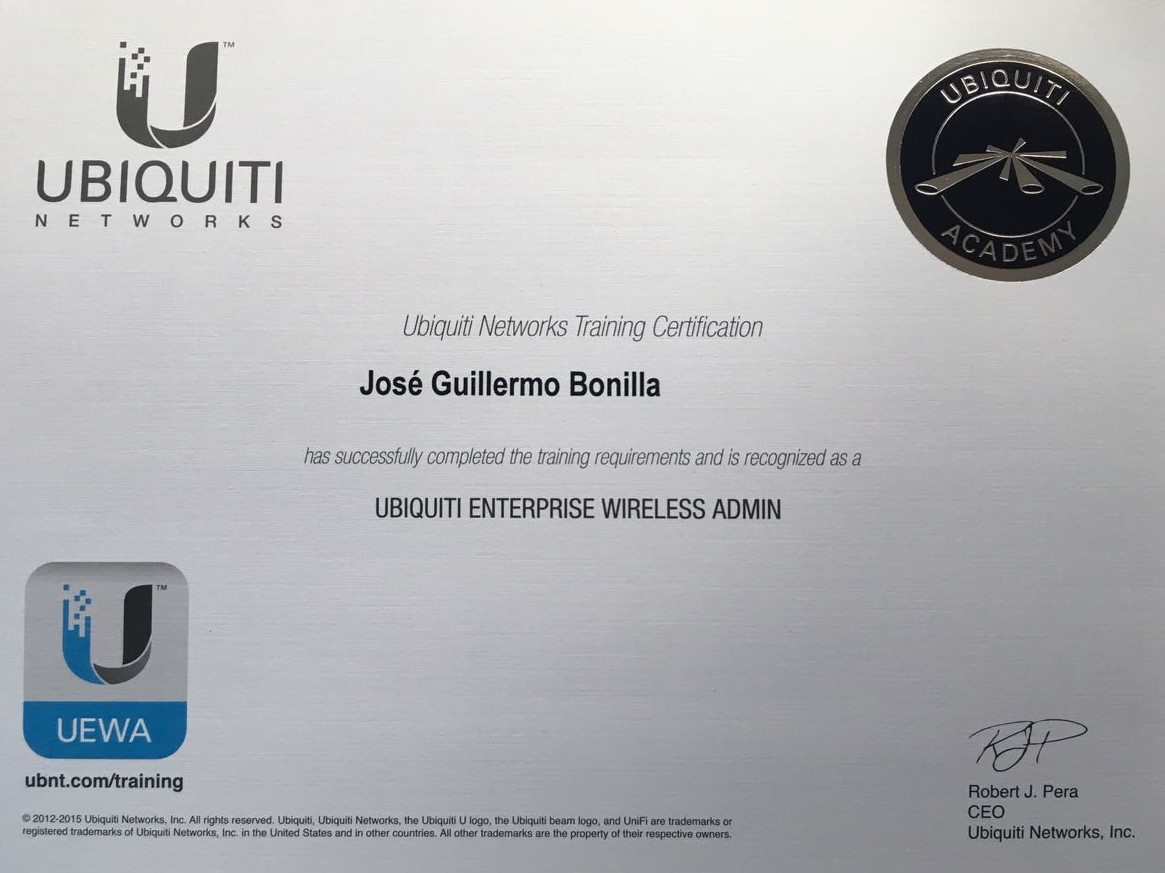 UBIQUITI
NETWORKS
™
UBIQUITI
ACADEMY
Ubiquiti Networks Training Certification
José Guillermo Bonilla
has successfully completed the training requirements and is recognized as a
UBIQUITI ENTERPRISE WIRELESS ADMIN
™
UEWA
ubnt.com/training
© 2012-2015 Ubiquiti Networks, Inc. All rights reserved. Ubiquiti, Ubiquiti Networks, the Ubiquiti U logo, the Ubiquiti beam logo, and UniFi are trademarks or
registered trademarks of Ubiquiti Networks, Inc. in the United States and in other countries. All other trademarks are the property of their respective owners.
Robert J. Pera
CEO
Ubiquiti Networks, Inc.